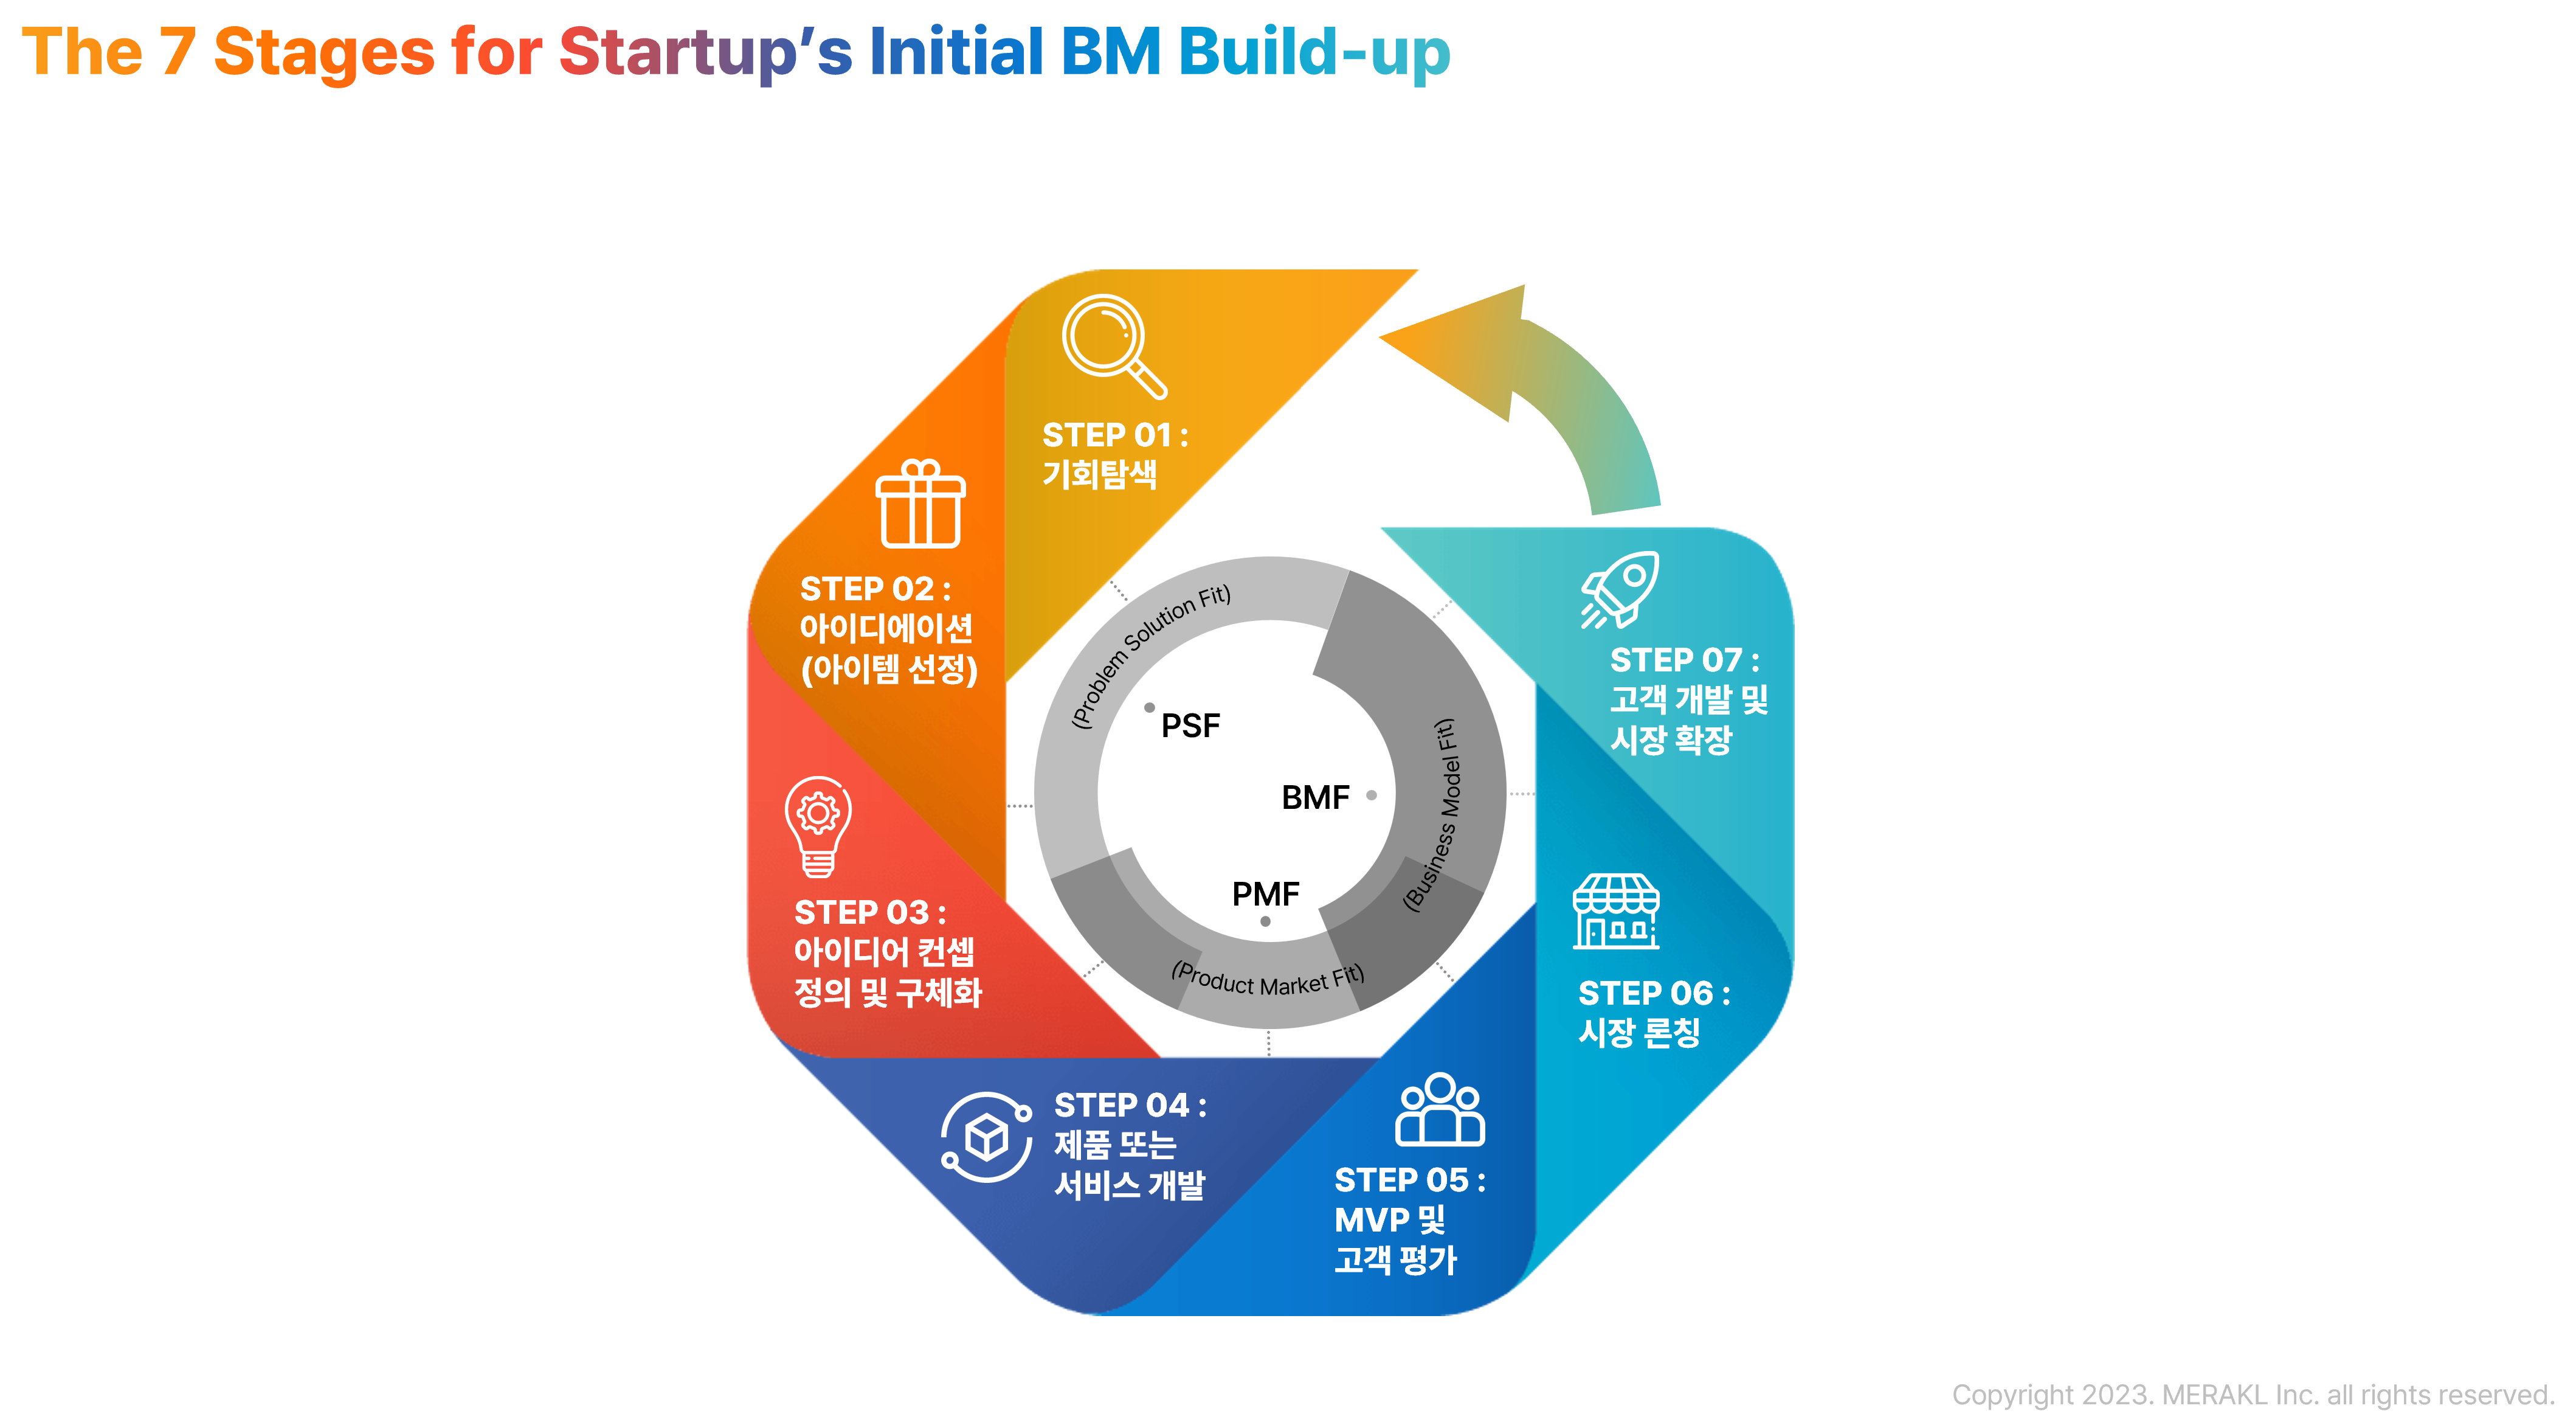 The 7 Stages for Startup’s Initial BM Build-up
STEP 01 :
기회탐색
STEP 02 :
아이디에이션
(아이템 선정)
STEP 03 :
아이디어 컨셉
정의 및 구체화
STEP 04 :
제품 또는
서비스 개발
STEP 05 :
MVP 및
고객 평가
STEP 06 :
시장 론칭
STEP 07 :
고객 개발 및
시장 확장
(Problem Solution Fit)
PSF
BMF
(Business Model Fit)
PMF
(Product Market Fit)
Copyright 2023. MERAKL Inc. all rights reserved.